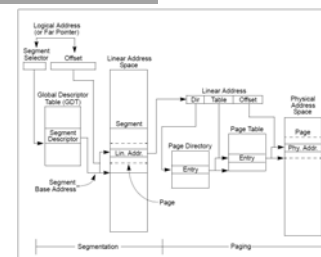 Logical Address
(or Far Pointer)
Segment
Selector
Offset
Linear Address
Space
Global Descriptor
Table (GDT)
Segment
Descriptor
Segment
Lin. Addr.
Segment
Base Address
Page
Linear Address
Dir
Table
Offset
Page Directory
Entry
Page Table
Entry
Physical
Address
Space
Page
Phy. Addr.
Segmentation
Paging